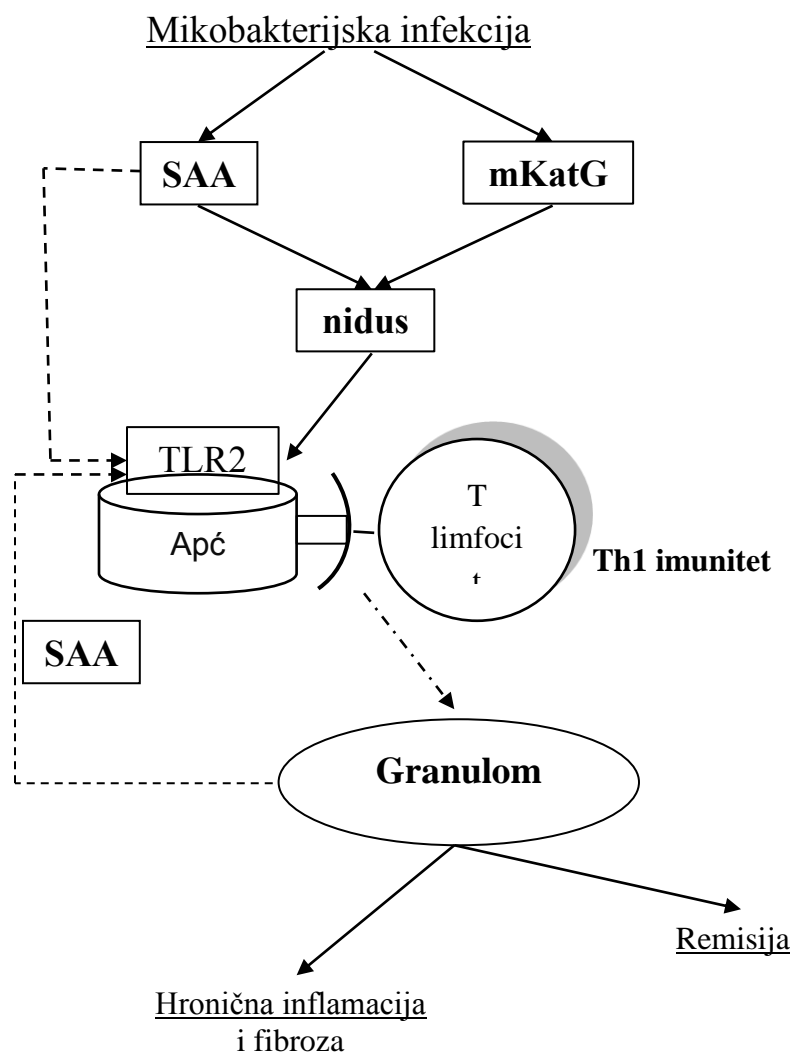 Mikobakterijska infekcija
SAA
mKatG
nidus
TLR2
Apć
T
limfoci
t
Th1 imunitet
SAA
Granulom
Remisija
Hronična inflamacija
i fibroza